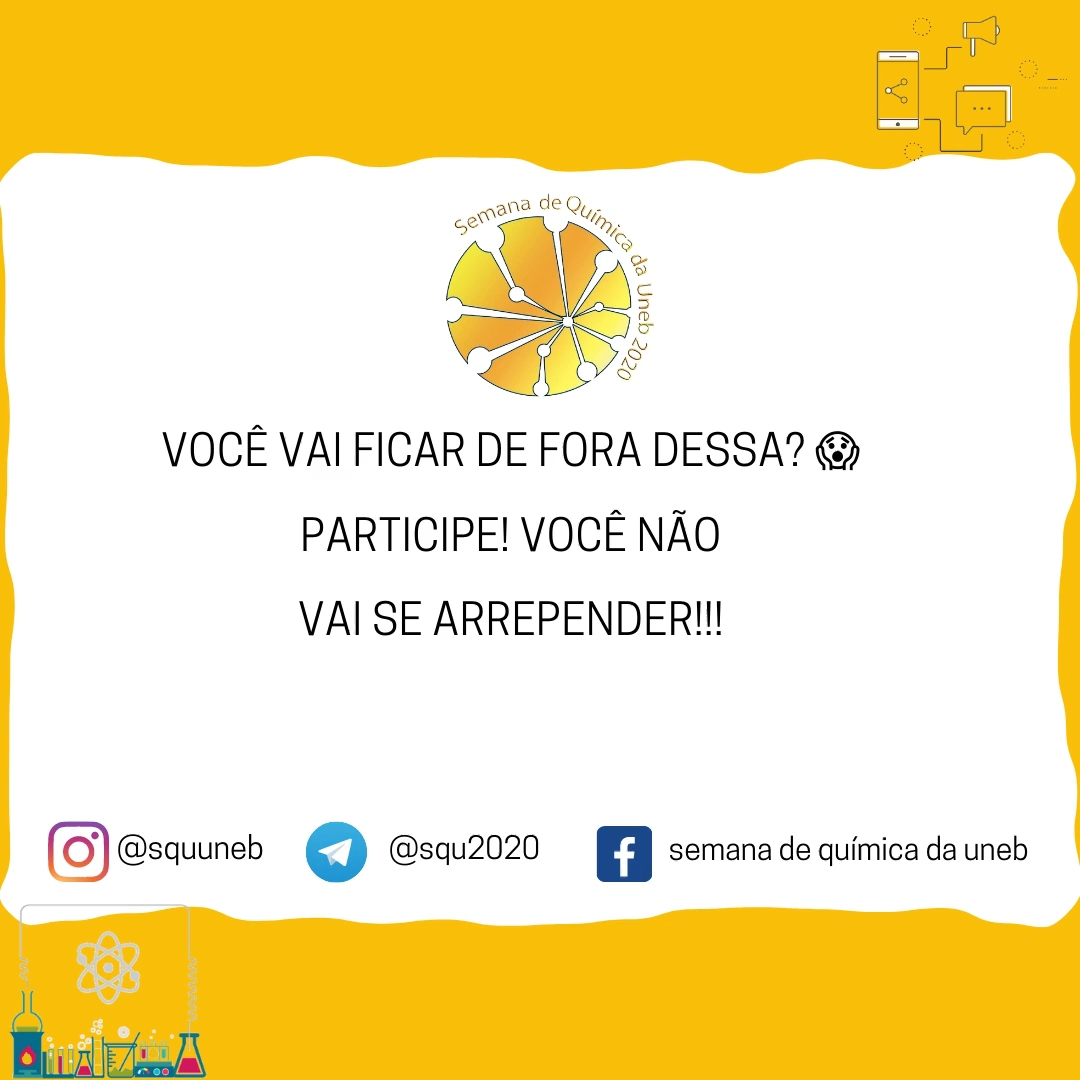 Semana de Química da Uneb 2020
VOCÊ VAI FICAR DE FORA DESSA? 😱
PARTICIPE! VOCÊ NÃO
VAI SE ARREPENDER!!!
@squuneb
@squ2020
semana de química da uneb